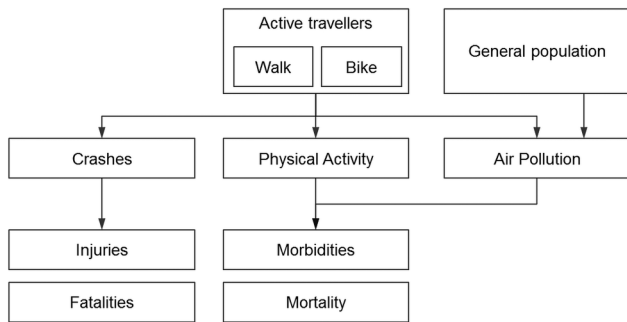 Active travellers
Walk
Bike
General population
Crashes
Physical Activity
Air Pollution
Injuries
Morbidities
Fatalities
Mortality